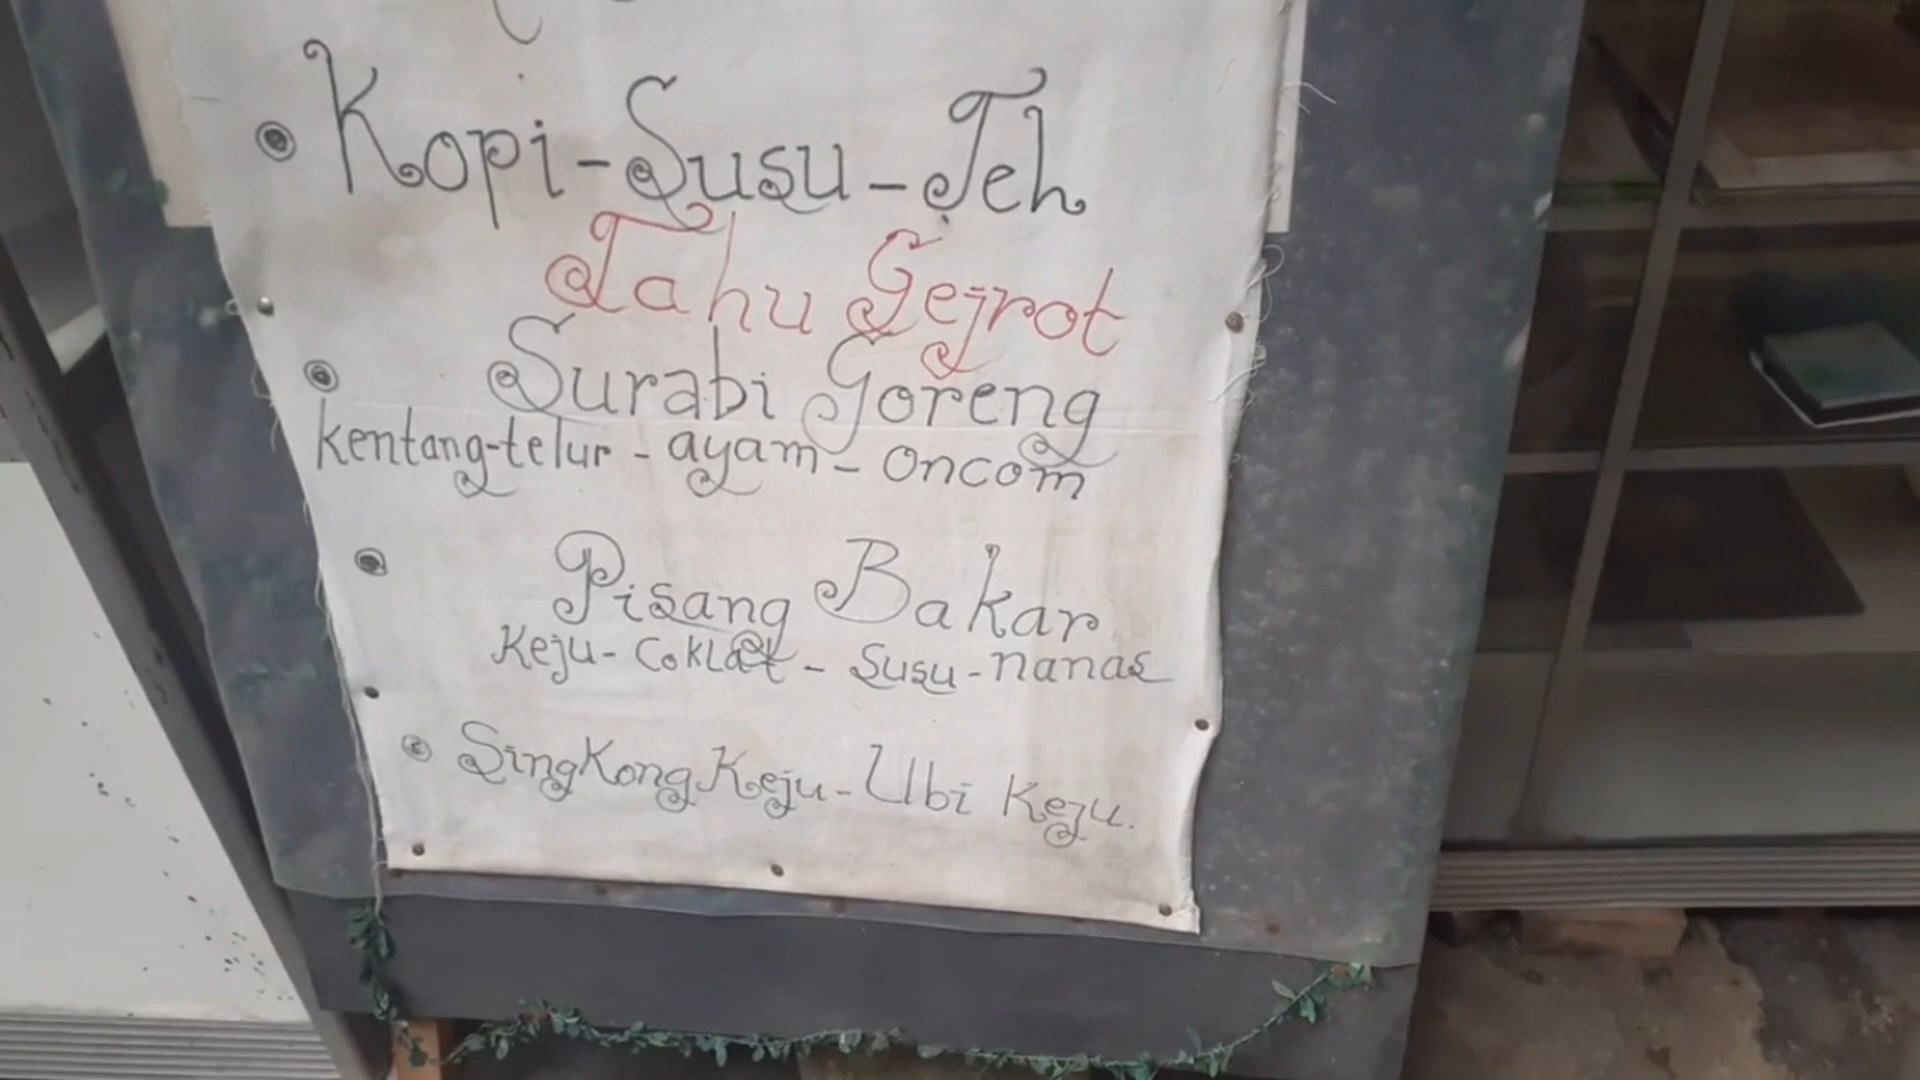 Kopi-Susu-Teh
Tahu Gejrot
Surabi Goreng
kentang-telur - ayam - oncom
Pisang Bakar
Keju - Coklat - Susu - nanas
Singkong Keju - Ubi Keju.